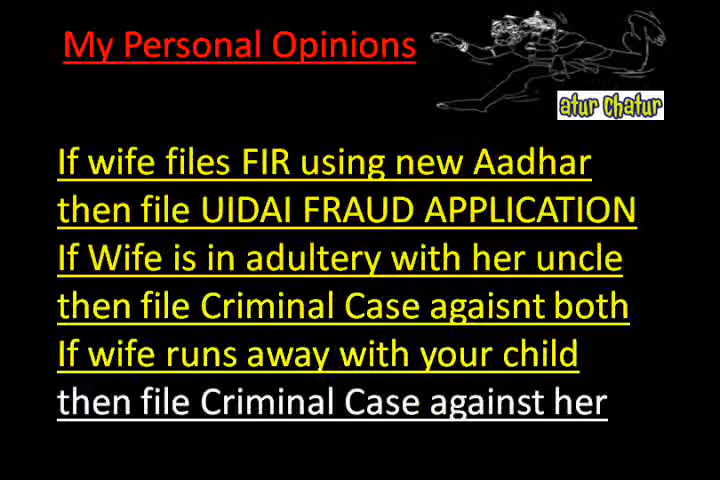 My Personal Opinions
atur chatur
If wife files FIR using new Aadhar
then file UIDAI FRAUD APPLICATION
If Wife is in adultery with her uncle
then file Criminal Case agaisnt both
If wife runs away with your child
then file Criminal Case against her